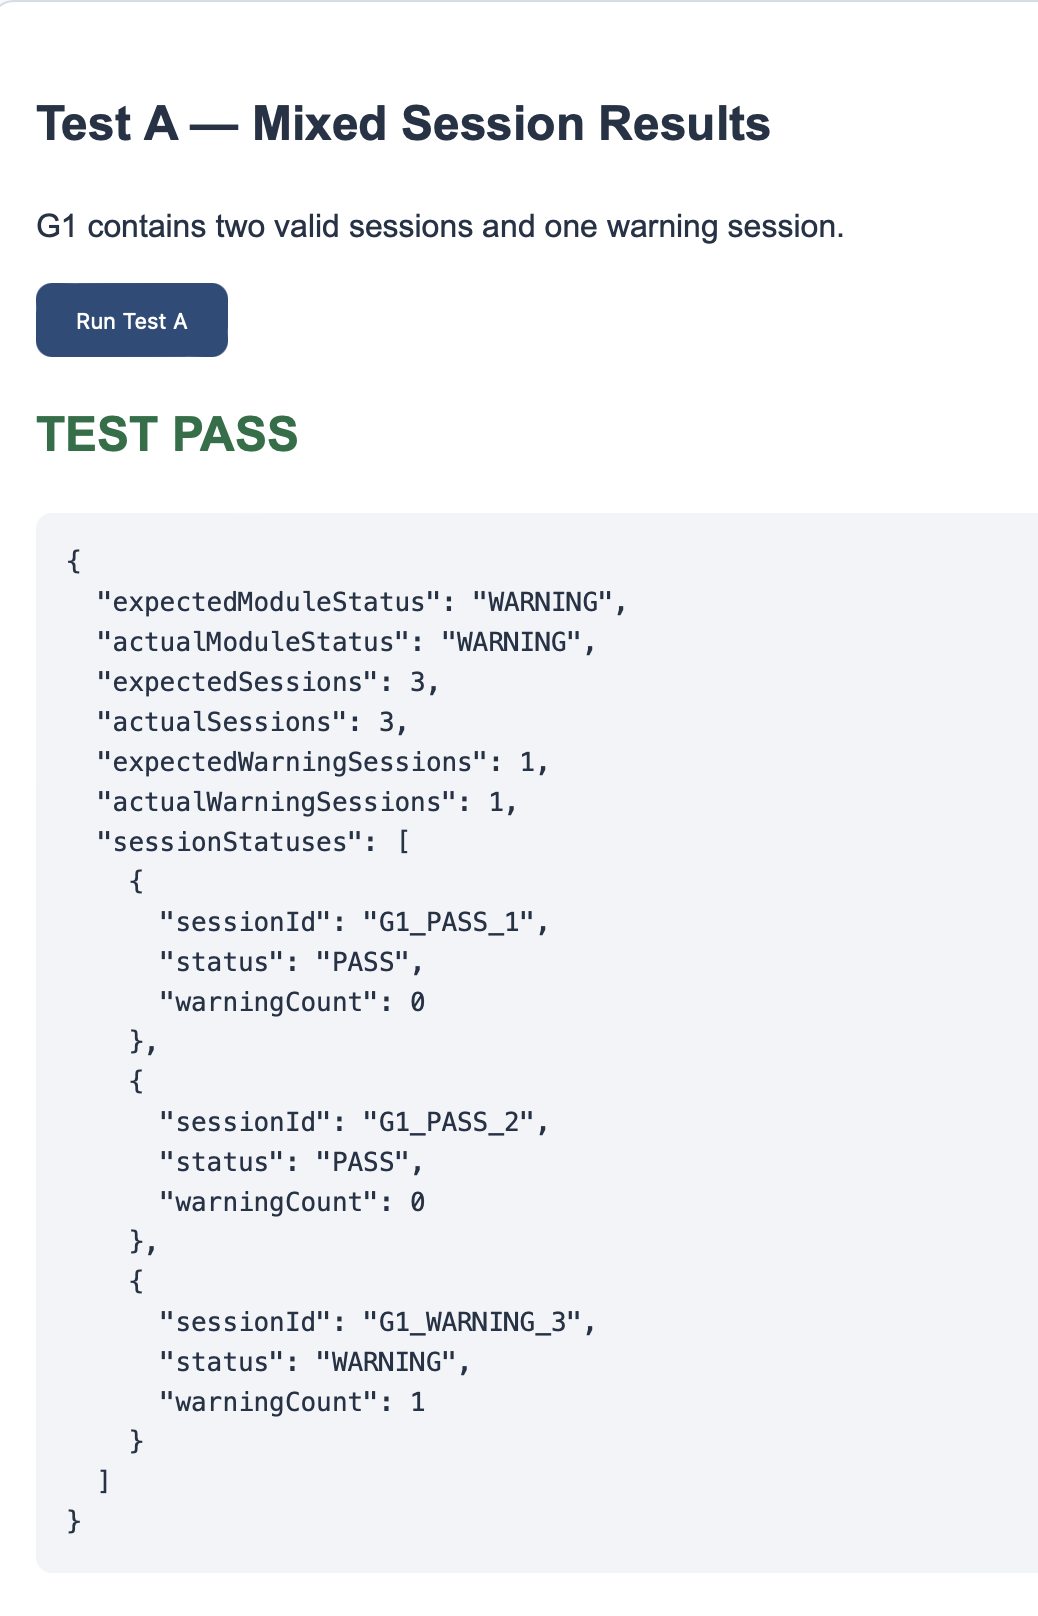 Test A — Mixed Session Results
G1 contains two valid sessions and one warning session.
Run Test A
TEST PASS
{
  "expectedModuleStatus": "WARNING",
  "actualModuleStatus": "WARNING",
  "expectedSessions": 3,
  "actualSessions": 3,
  "expectedWarningSessions": 1,
  "actualWarningSessions": 1,
  "sessionStatuses": [
    {
      "sessionId": "G1_PASS_1",
      "status": "PASS",
      "warningCount": 0
    },
    {
      "sessionId": "G1_PASS_2",
      "status": "PASS",
      "warningCount": 0
    },
    {
      "sessionId": "G1_WARNING_3",
      "status": "WARNING",
      "warningCount": 1
    }
  ]
}